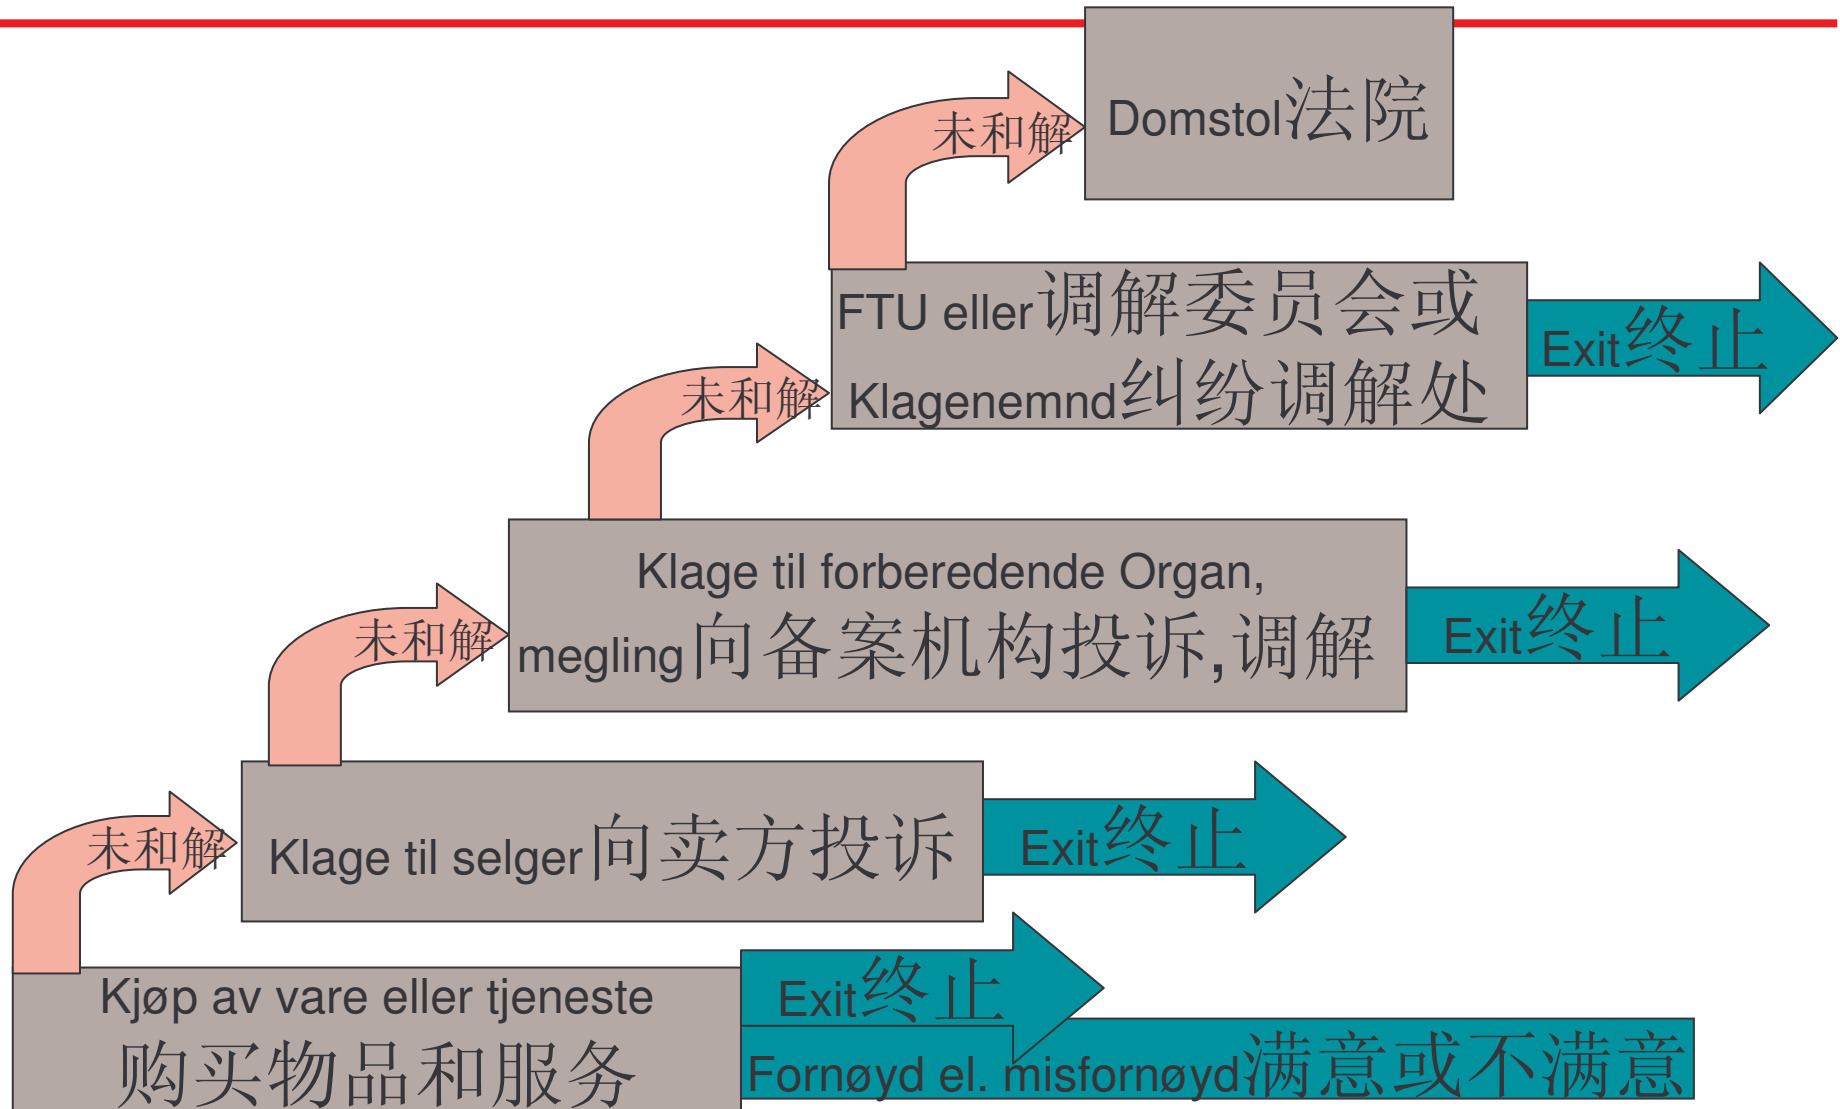 Domstol法院
未和解
FTU eller调解委员会或
Klagenemnd纠纷调解处
Exit终止
未和解
Klage til forberedende Organ,
megling向备案机构投诉,调解
Exit终止
未和解
Klage til selger向卖方投诉
Exit终止
未和解
Kjøp av vare eller tjeneste
购买物品和服务
Exit终止
Fornøyd el. misfornøyd满意或不满意